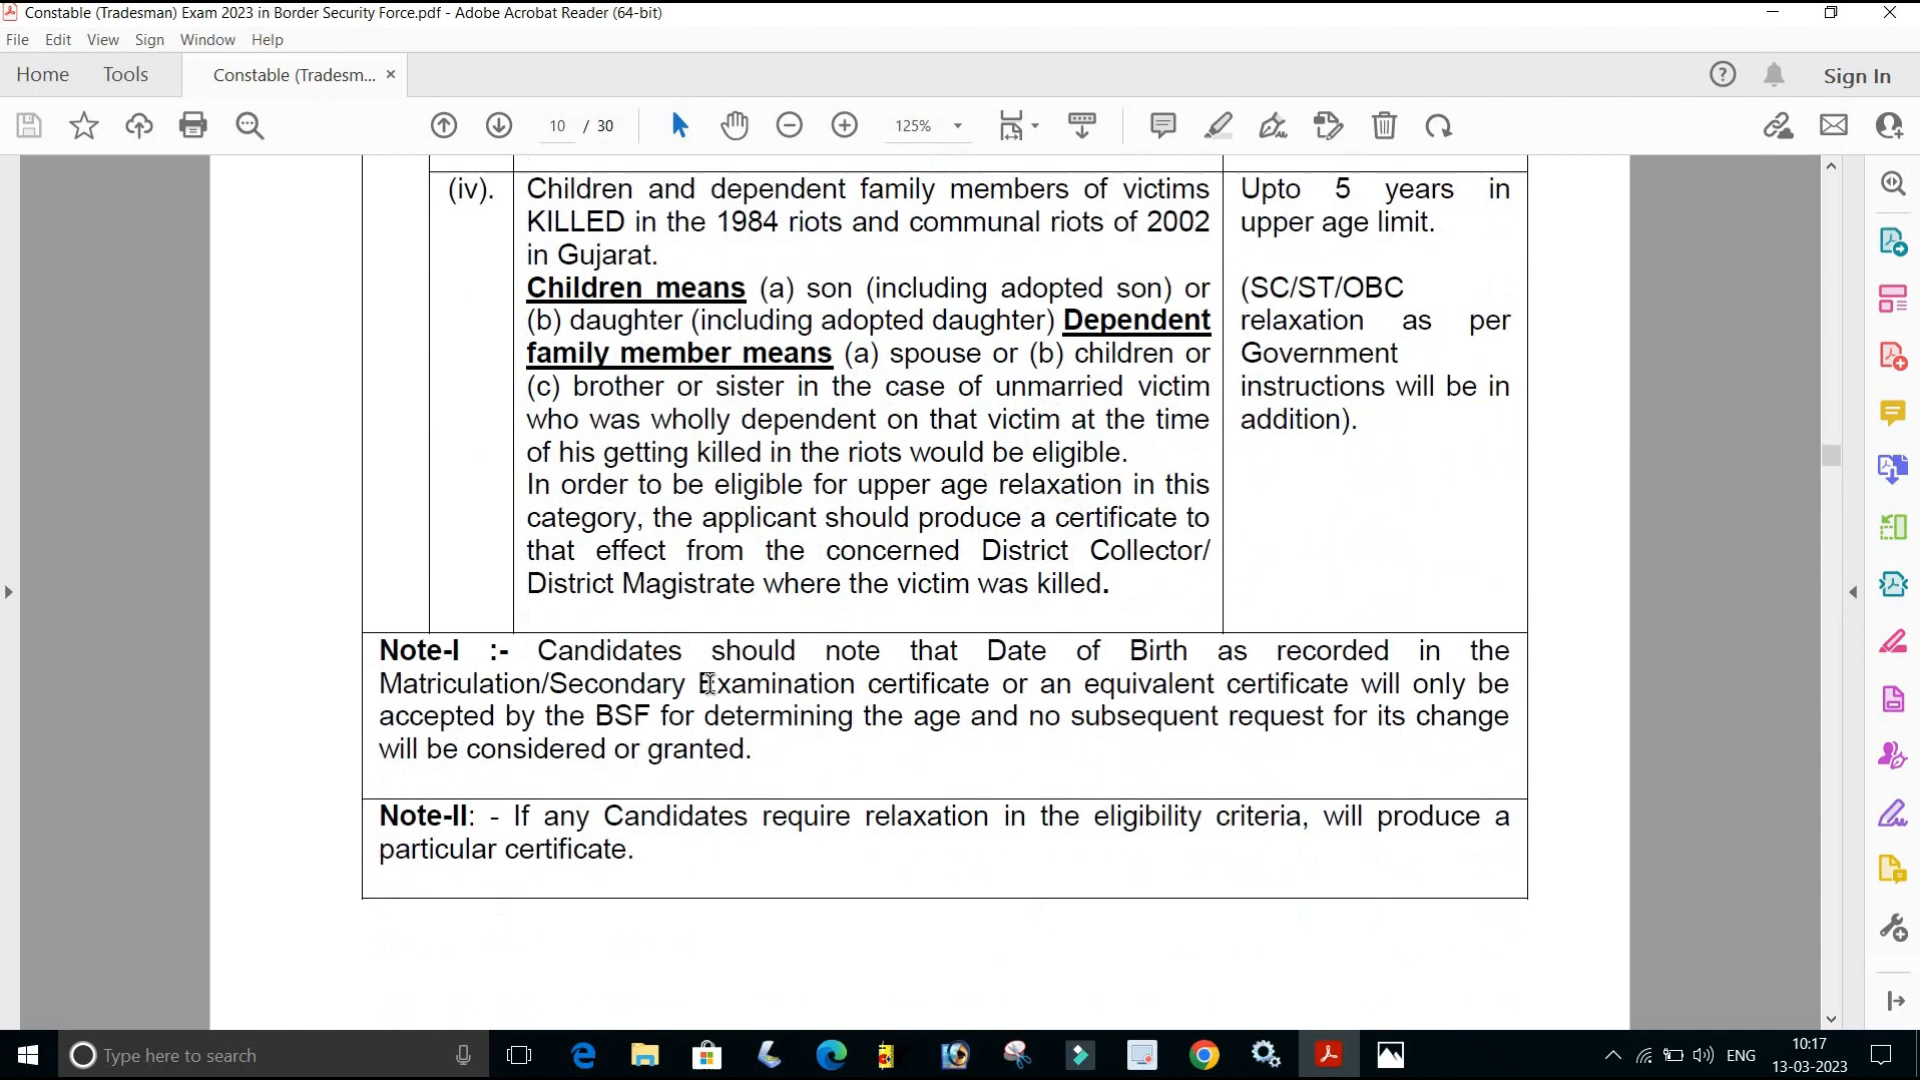 Constable (Tradesman) Exam 2023 in Border Security Force.pdf - Adobe Acrobat Reader (64-bit)
File Edit View Sign Window Help
Home Tools Constable (Tradesm... × Sign In
10 / 30 125%
(iv). Children and dependent family members of victims
KILLED in the 1984 riots and communal riots of 2002
in Gujarat.
Children means (a) son (including adopted son) or
(b) daughter (including adopted daughter) Dependent
family member means (a) spouse or (b) children or
(c) brother or sister in the case of unmarried victim
who was wholly dependent on that victim at the time
of his getting killed in the riots would be eligible.
In order to be eligible for upper age relaxation in this
category, the applicant should produce a certificate to
that effect from the concerned District Collector/
District Magistrate where the victim was killed.
Upto 5 years in
upper age limit.
(SC/ST/OBC
relaxation as per
Government
instructions will be in
addition).
Note-I :- Candidates should note that Date of Birth as recorded in the
Matriculation/Secondary Examination certificate or an equivalent certificate will only be
accepted by the BSF for determining the age and no subsequent request for its change
will be considered or granted.
Note-II: - If any Candidates require relaxation in the eligibility criteria, will produce a
particular certificate.
Type here to search
ENG
10:17
13-03-2023